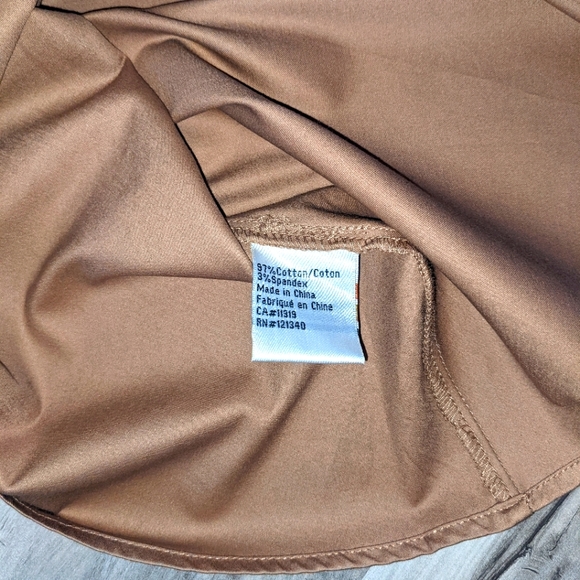 97%Cotton/Coton
3%Spandex
Made in China
Fabriqué en Chine
CA#11319
RN#121340